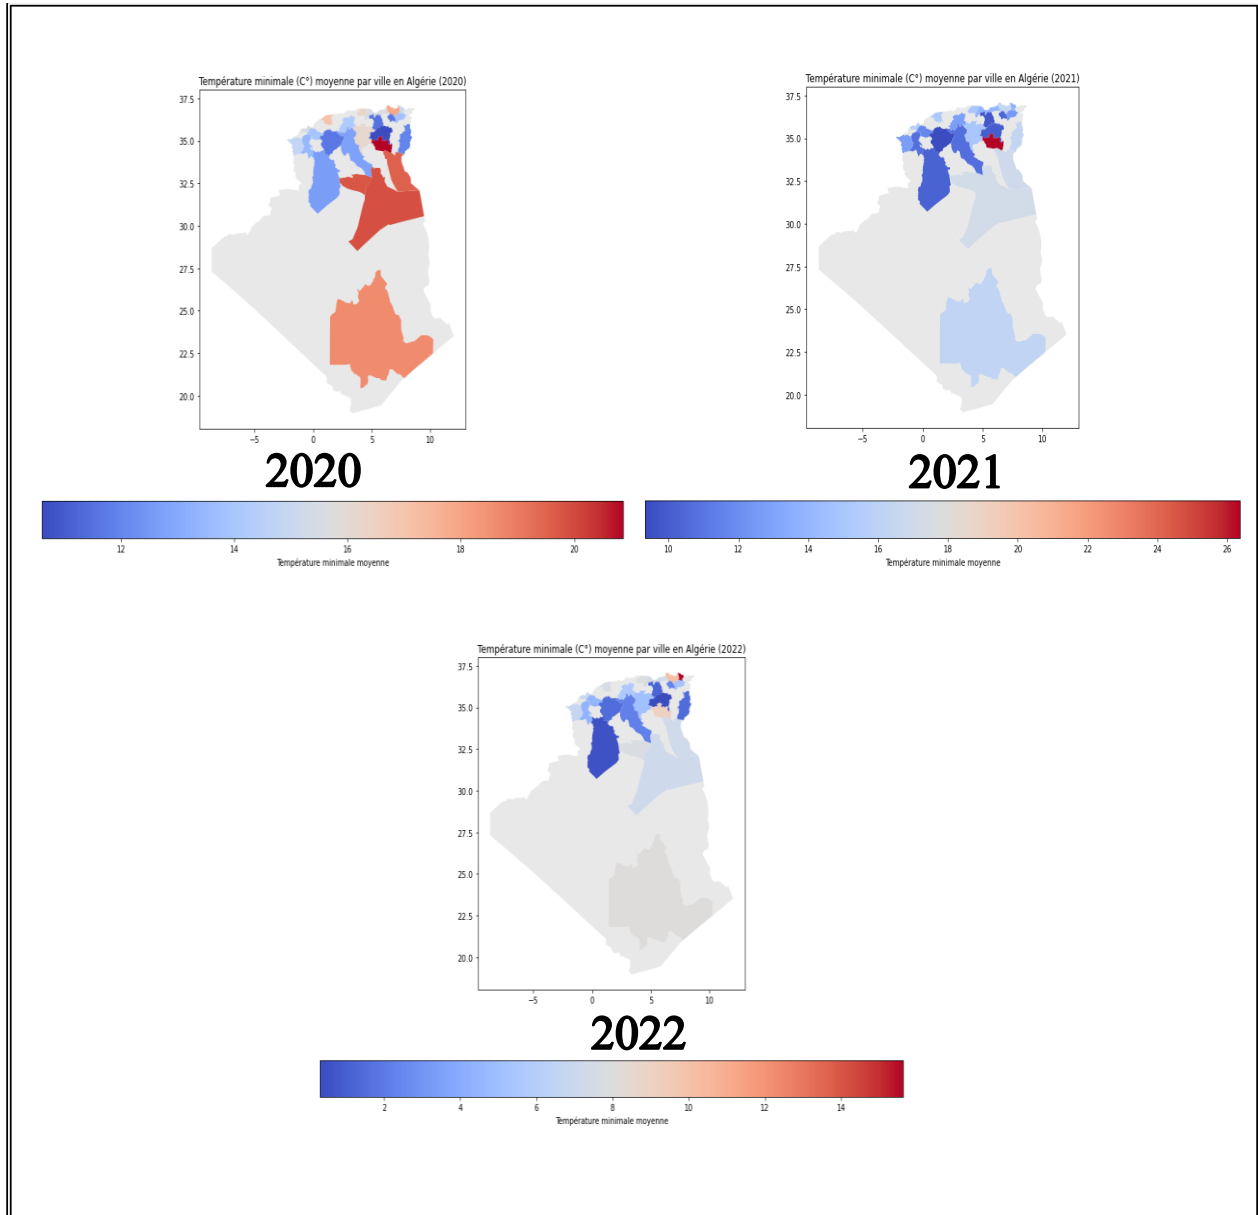 Température minimale (C°) moyenne par ville en Algérie (2020)
37.5
35.0
32.5
30.0
27.5
25.0
22.5
20.0
−5 0 5 10
2020
12 14 16 18 20
Température minimale moyenne
Température minimale (C°) moyenne par ville en Algérie (2021)
37.5
35.0
32.5
30.0
27.5
25.0
22.5
20.0
−5 0 5 10
2021
10 12 14 16 18 20 22 24 26
Température minimale moyenne
Température minimale (C°) moyenne par ville en Algérie (2022)
37.5
35.0
32.5
30.0
27.5
25.0
22.5
20.0
−5 0 5 10
2022
2 4 6 8 10 12 14
Température minimale moyenne